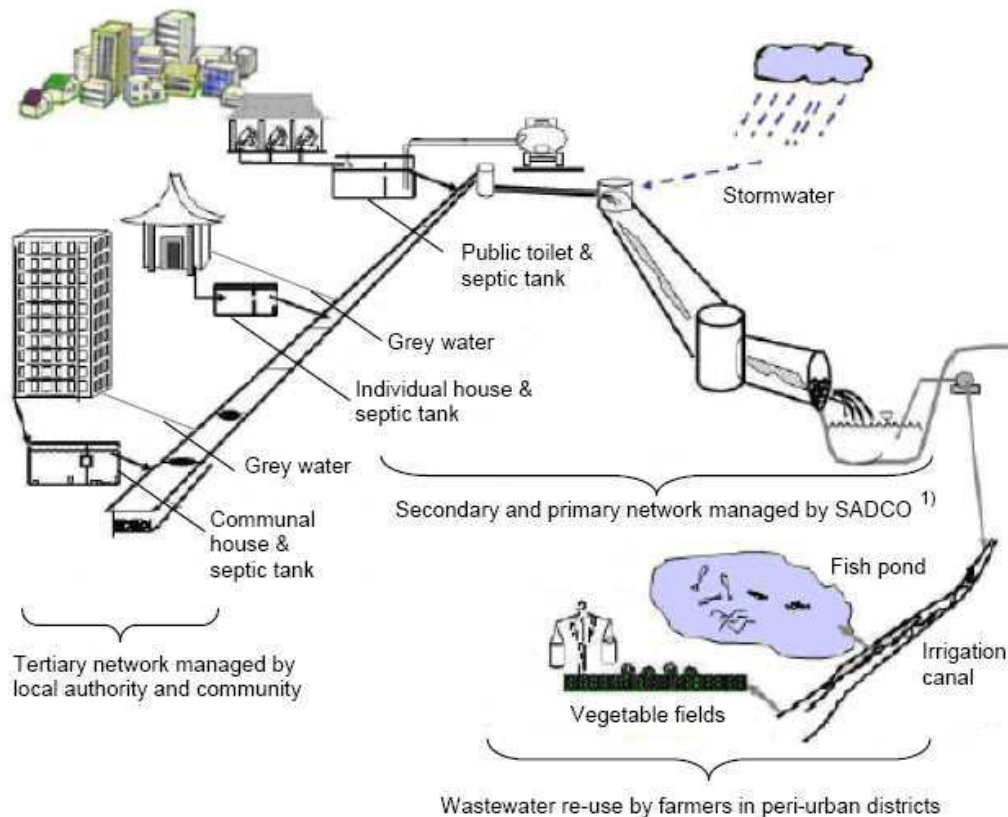 Stormwater
Public toilet &
septic tank
Grey water
Individual house &
septic tank
Grey water
Communal
house &
septic tank
Secondary and primary network managed by SADCO 1)
Fish pond
Irrigation
canal
Vegetable fields
Tertiary network managed by
local authority and community
Wastewater re-use by farmers in peri-urban districts